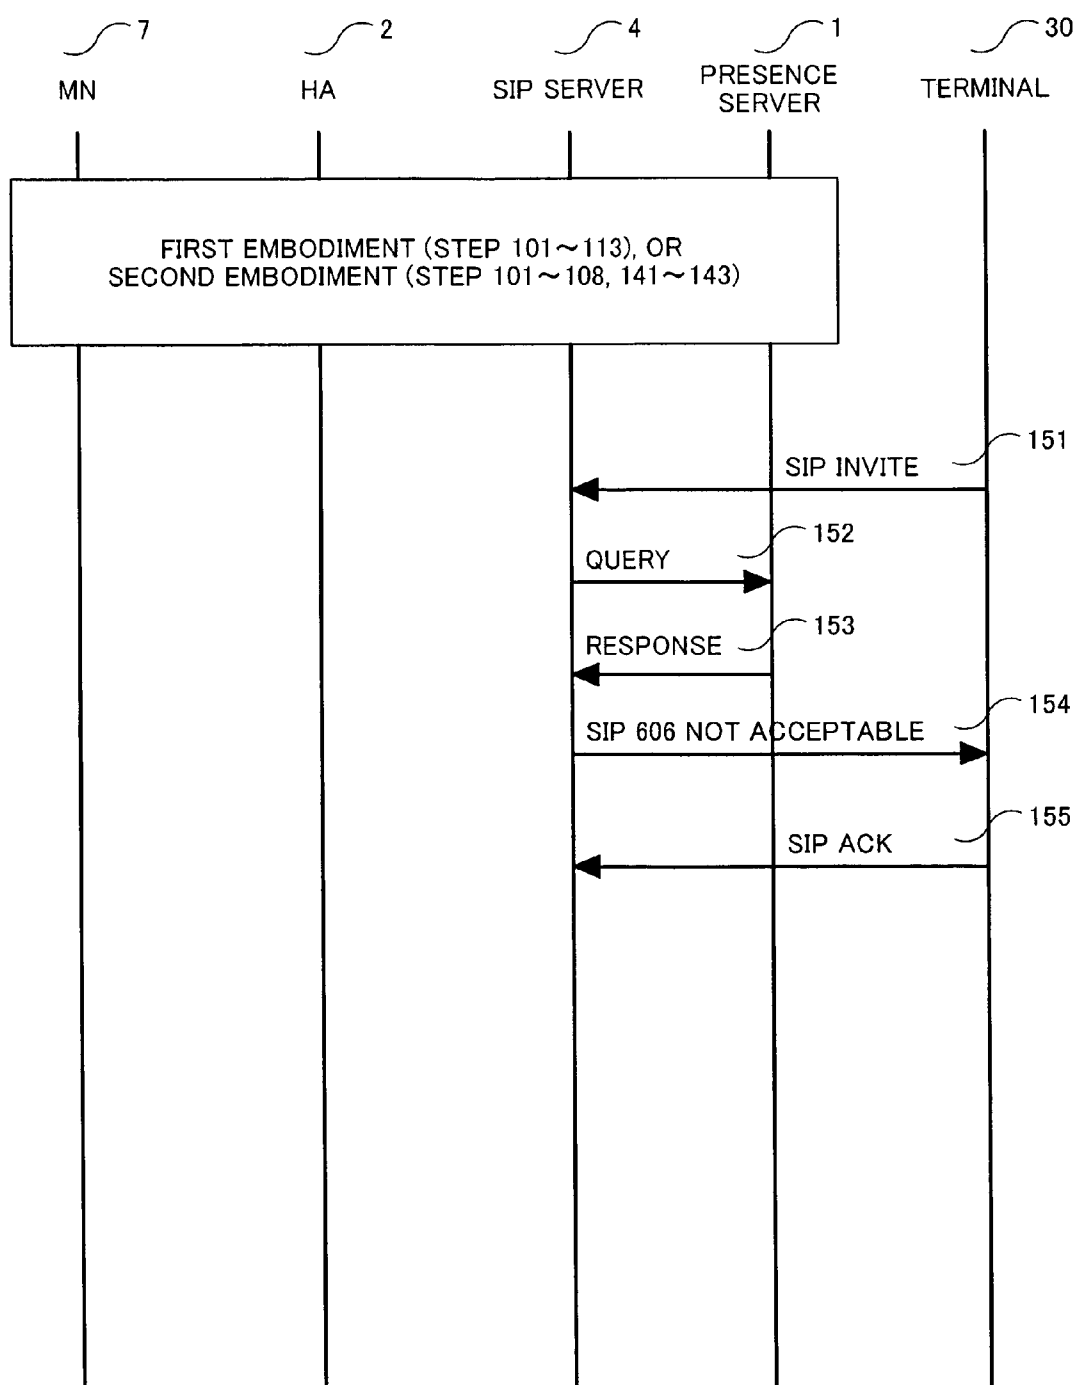 7
2
4
1
30
MN
HA
SIP SERVER
PRESENCE
SERVER
TERMINAL
FIRST EMBODIMENT (STEP 101~113), OR
SECOND EMBODIMENT (STEP 101~108, 141~143)
151
SIP INVITE
152
QUERY
153
RESPONSE
154
SIP 606 NOT ACCEPTABLE
155
SIP ACK